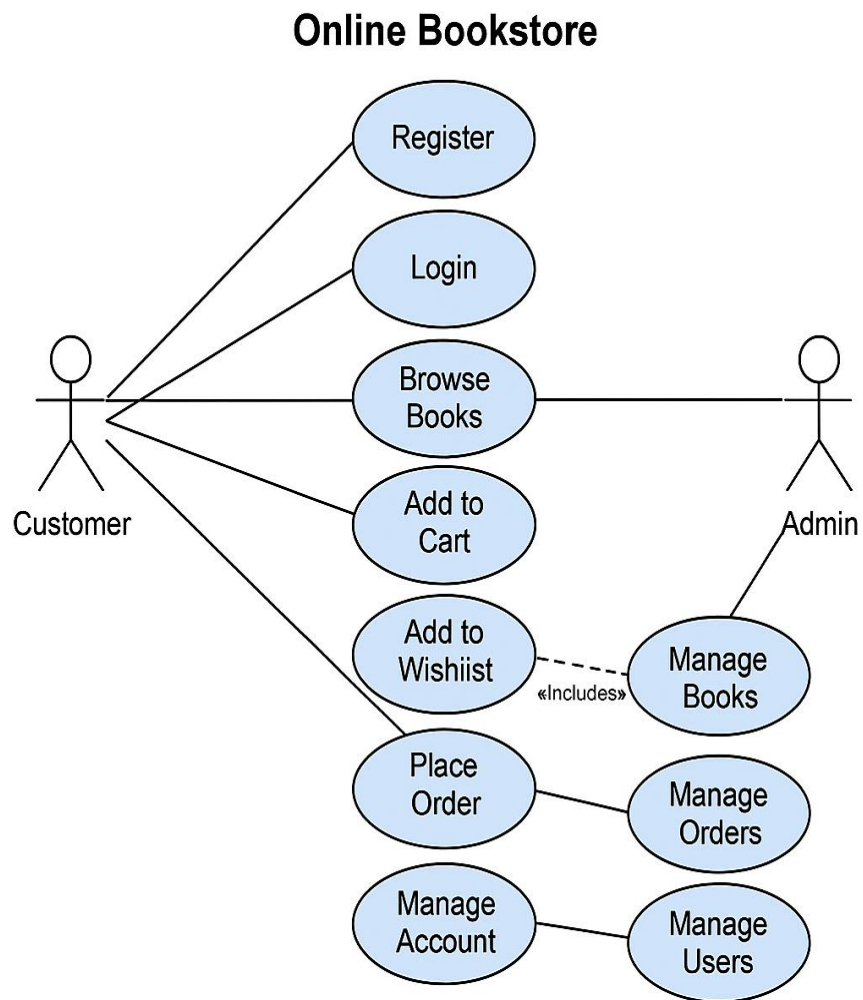 Online Bookstore
Register
Login
Browse
Books
Add to
Cart
Customer
Admin
Add to
Wishiist
«Includes»
Manage
Books
Place
Order
Manage
Orders
Manage
Account
Manage
Users